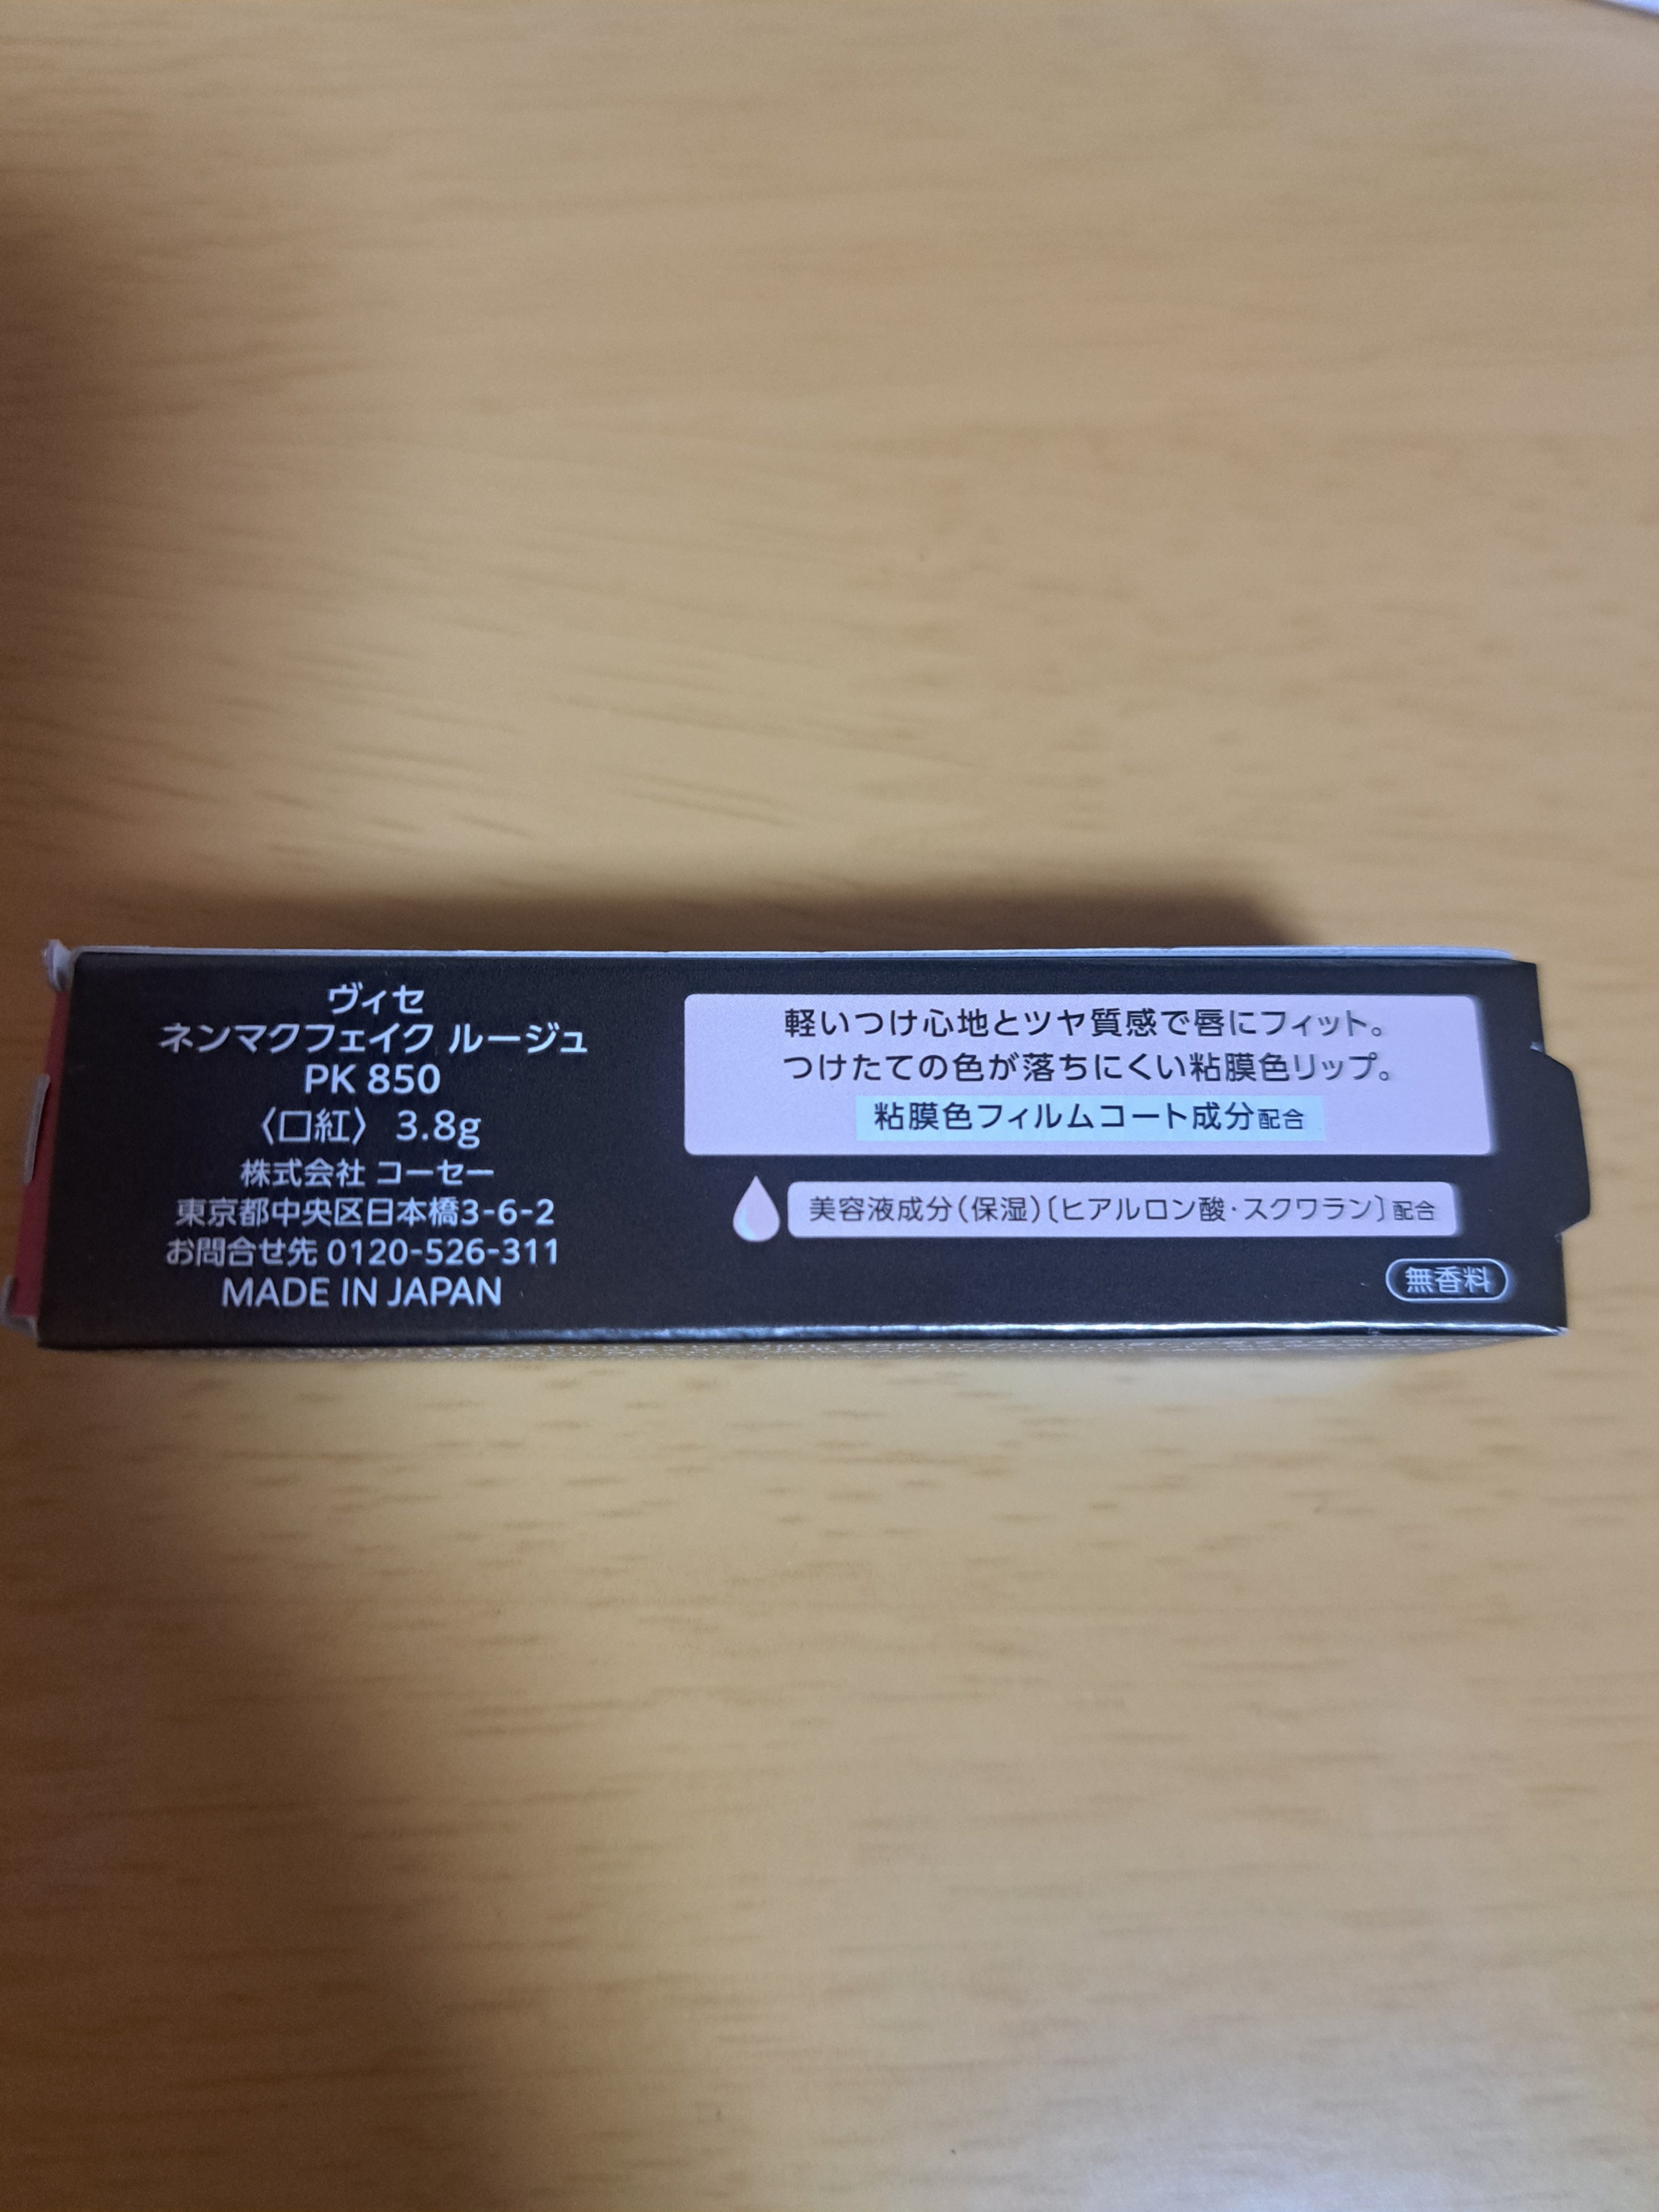 ヴィセ
ネンマクフェイク ルージュ
PK 850
〈口紅〉 3.8g
株式会社 コーセー
東京都中央区日本橋3-6-2
お問合せ先 0120-526-311
MADE IN JAPAN
軽いつけ心地とツヤ質感で唇にフィット。
つけたての色が落ちにくい粘膜色リップ。
粘膜色フィルムコート成分配合
美容液成分(保湿)〔ヒアルロン酸・スクワラン〕配合
無香料